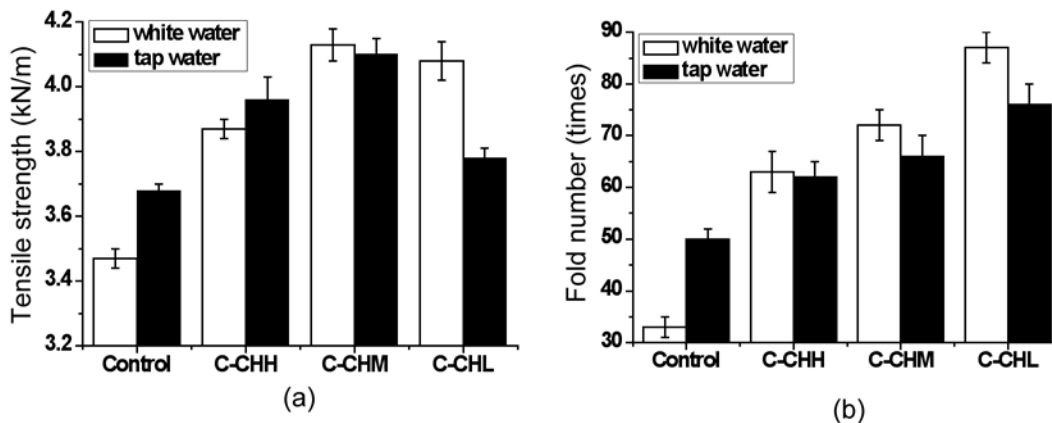 Tensile strength (kN/m)
4.2
4.0
3.8
3.6
3.4
3.2
white water
tap water
Control C-CHH C-CHM C-CHL
(a)
Fold number (times)
90
80
70
60
50
40
30
white water
tap water
Control C-CHH C-CHM C-CHL
(b)